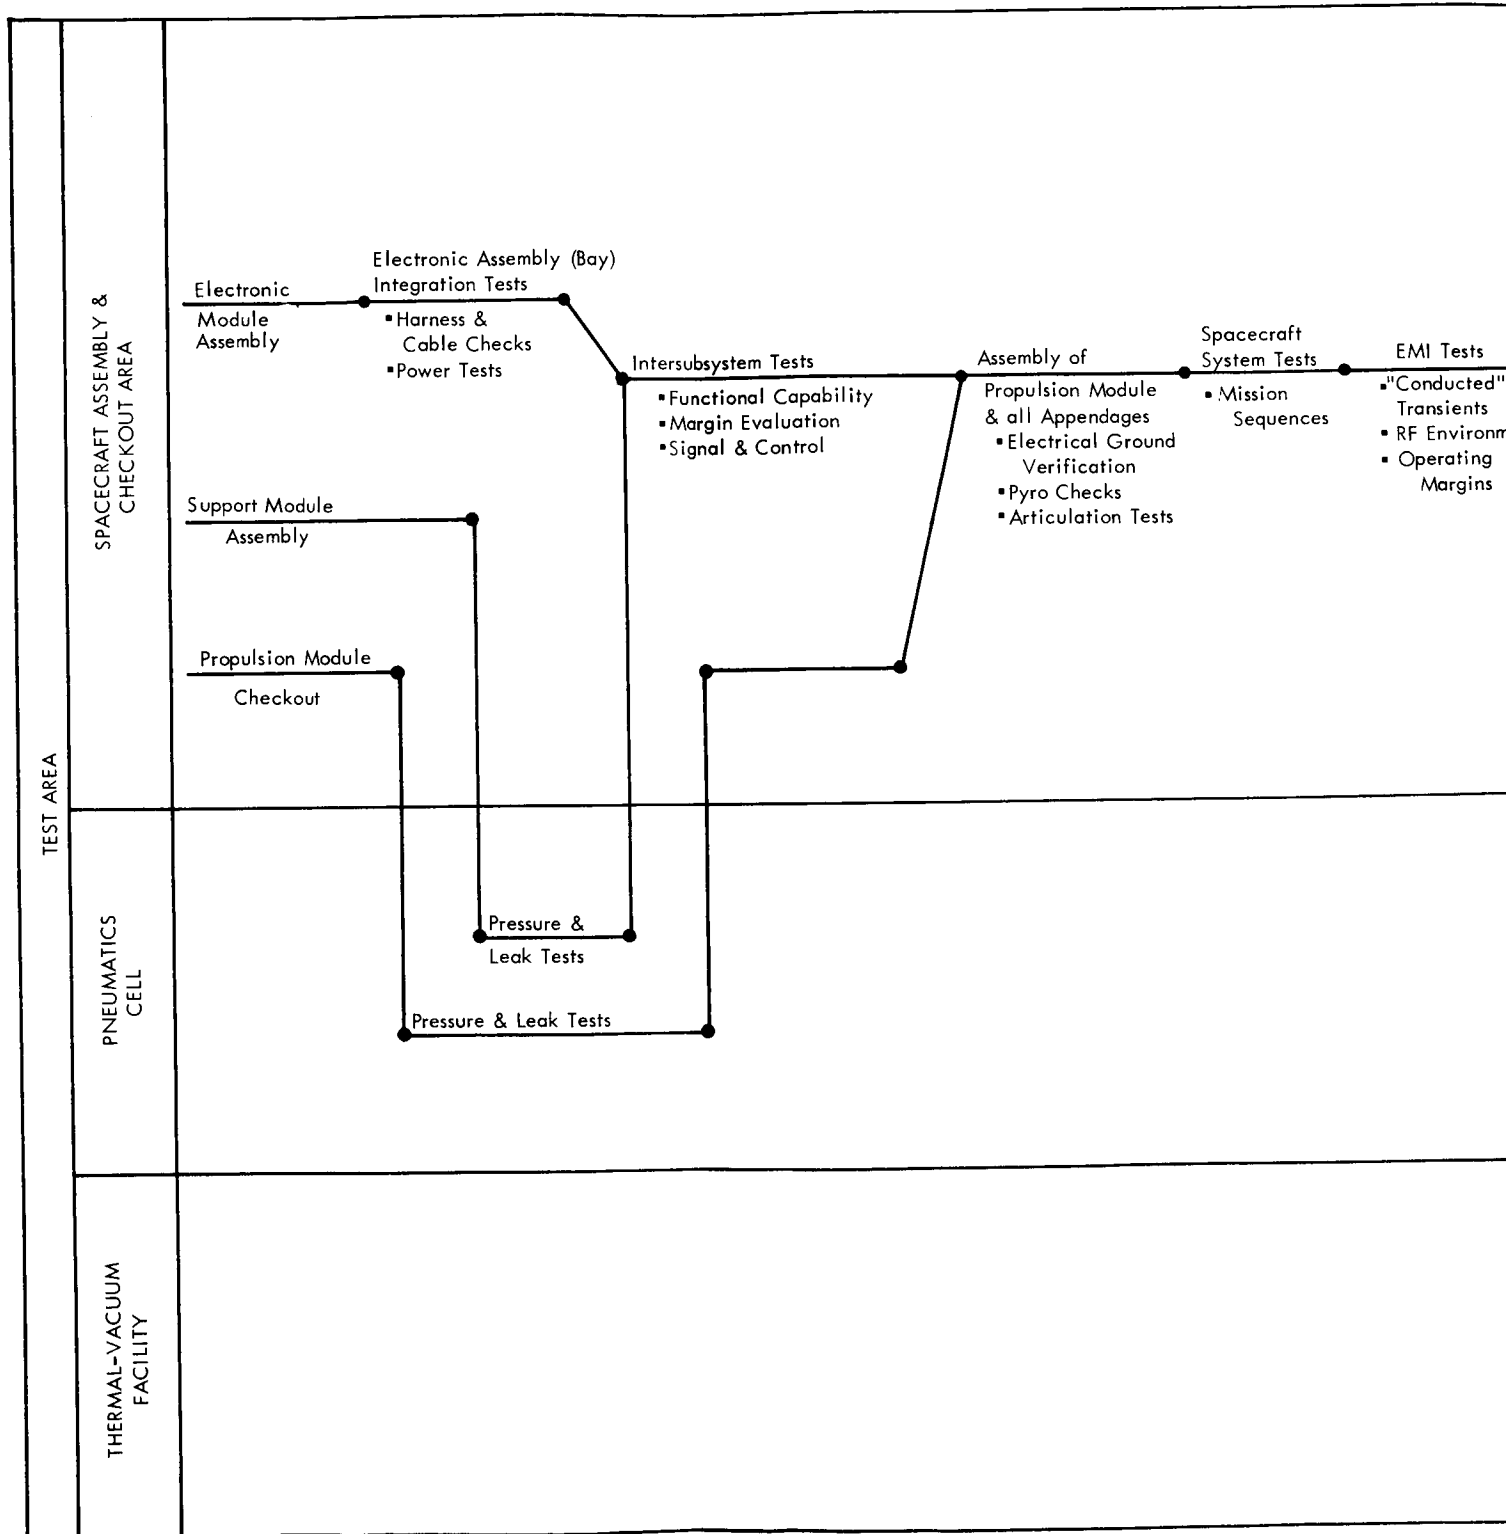 TEST AREA
SPACECRAFT ASSEMBLY &
CHECKOUT AREA
Electronic
Module
Assembly
Electronic Assembly (Bay)
Integration Tests
▪ Harness &
Cable Checks
▪ Power Tests
Intersubsystem Tests
▪ Functional Capability
▪ Margin Evaluation
▪ Signal & Control
Assembly of
Propulsion Module
& all Appendages
▪ Electrical Ground
Verification
▪ Pyro Checks
▪ Articulation Tests
Spacecraft
System Tests
▪ Mission
Sequences
EMI Tests
▪ "Conducted"
Transients
▪ RF Environm
▪ Operating
Margins
Support Module
Assembly
Propulsion Module
Checkout
PNEUMATICS
CELL
Pressure &
Leak Tests
Pressure & Leak Tests
THERMAL-VACUUM
FACILITY